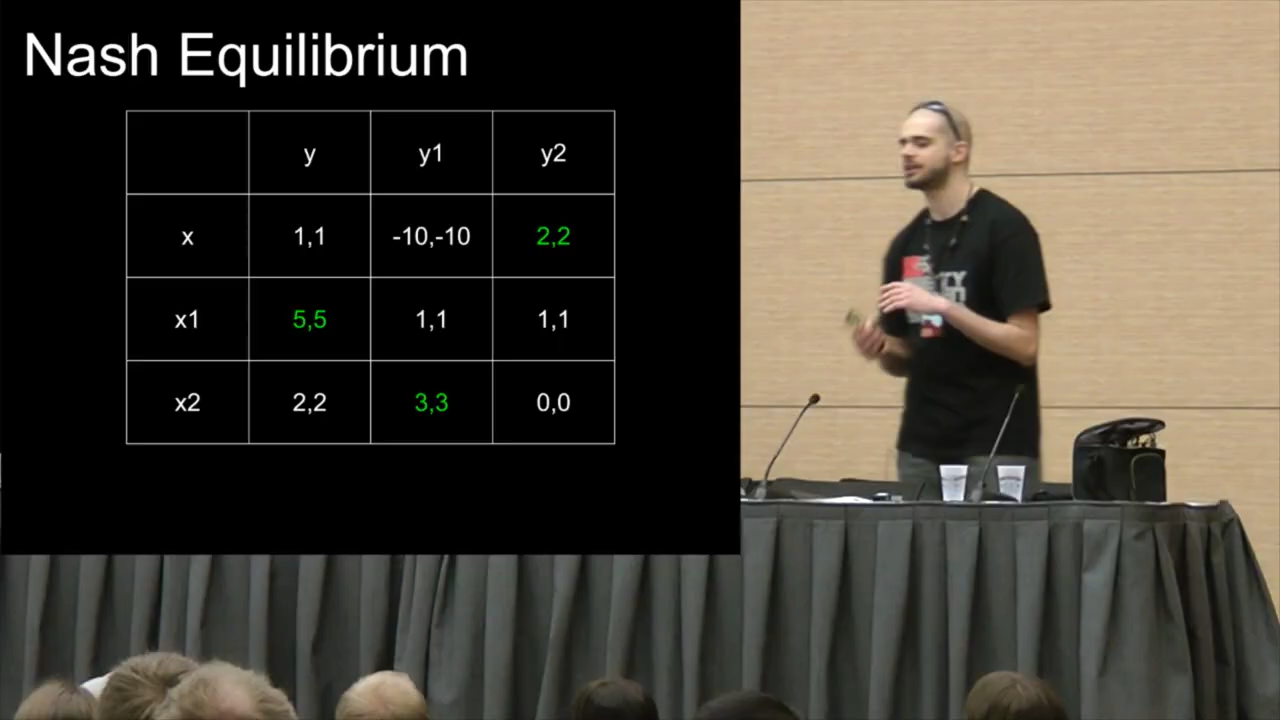 Nash Equilibrium
y y1 y2
x 1,1 -10,-10 2,2
x1 5,5 1,1 1,1
x2 2,2 3,3 0,0